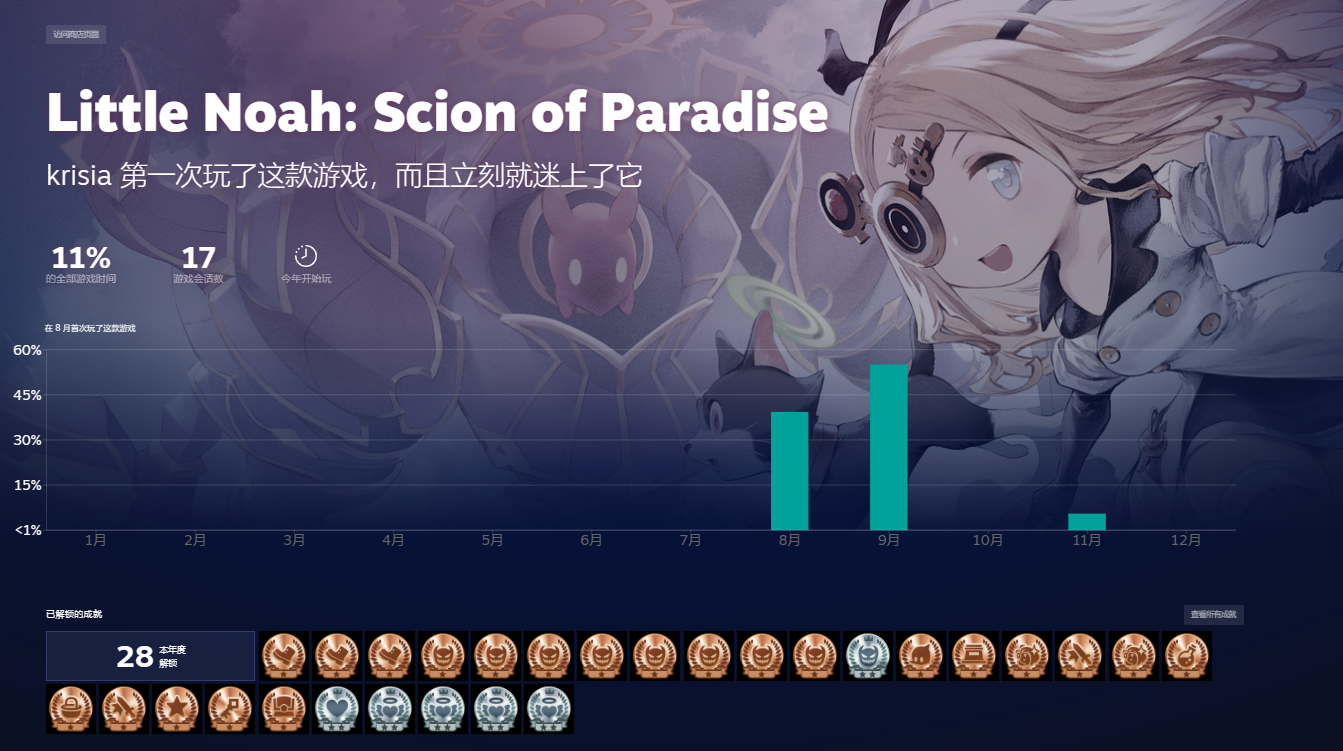 访问商店页面
Little Noah: Scion of Paradise
krisia 第一次玩了这款游戏，而且立刻就迷上了它
11%
的全部游戏时间
17
游戏会话数
今年开始玩
在 8 月首次玩了这款游戏
60%
45%
30%
15%
<1%
1月 2月 3月 4月 5月 6月 7月 8月 9月 10月 11月 12月
已解锁的成就
查看所有成就
28 本年度
解锁